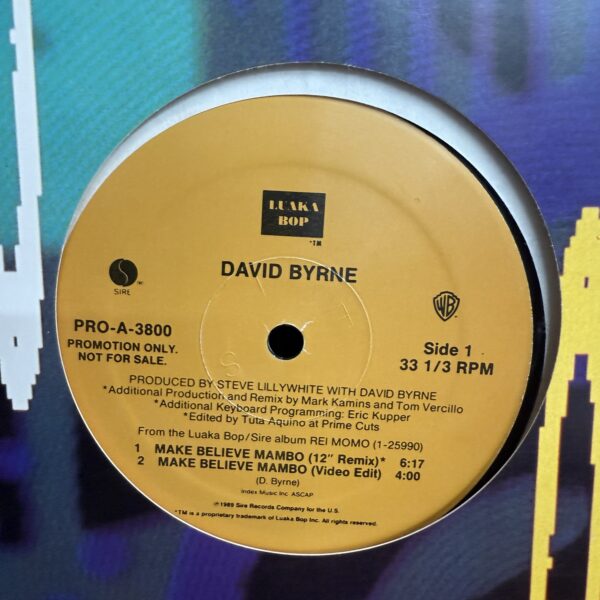 LUAKA
BOP
*TM
DAVID BYRNE
S
SIRE
WB
PRO-A-3800
PROMOTION ONLY.
NOT FOR SALE.
Side 1
33 1/3 RPM
PRODUCED BY STEVE LILLYWHITE WITH DAVID BYRNE
*Additional Production and Remix by Mark Kamins and Tom Vercillo
*Additional Keyboard Programming: Eric Kupper
*Edited by Tuta Aquino at Prime Cuts
From the Luaka Bop/Sire album REI MOMO (1-25990)
1 MAKE BELIEVE MAMBO (12" Remix)* 6:17
2 MAKE BELIEVE MAMBO (Video Edit) 4:00
(D. Byrne)
Index Music Inc. ASCAP
℗1989 Sire Records Company for the U.S.
*TM is a proprietary trademark of Luaka Bop Inc. All rights reserved.